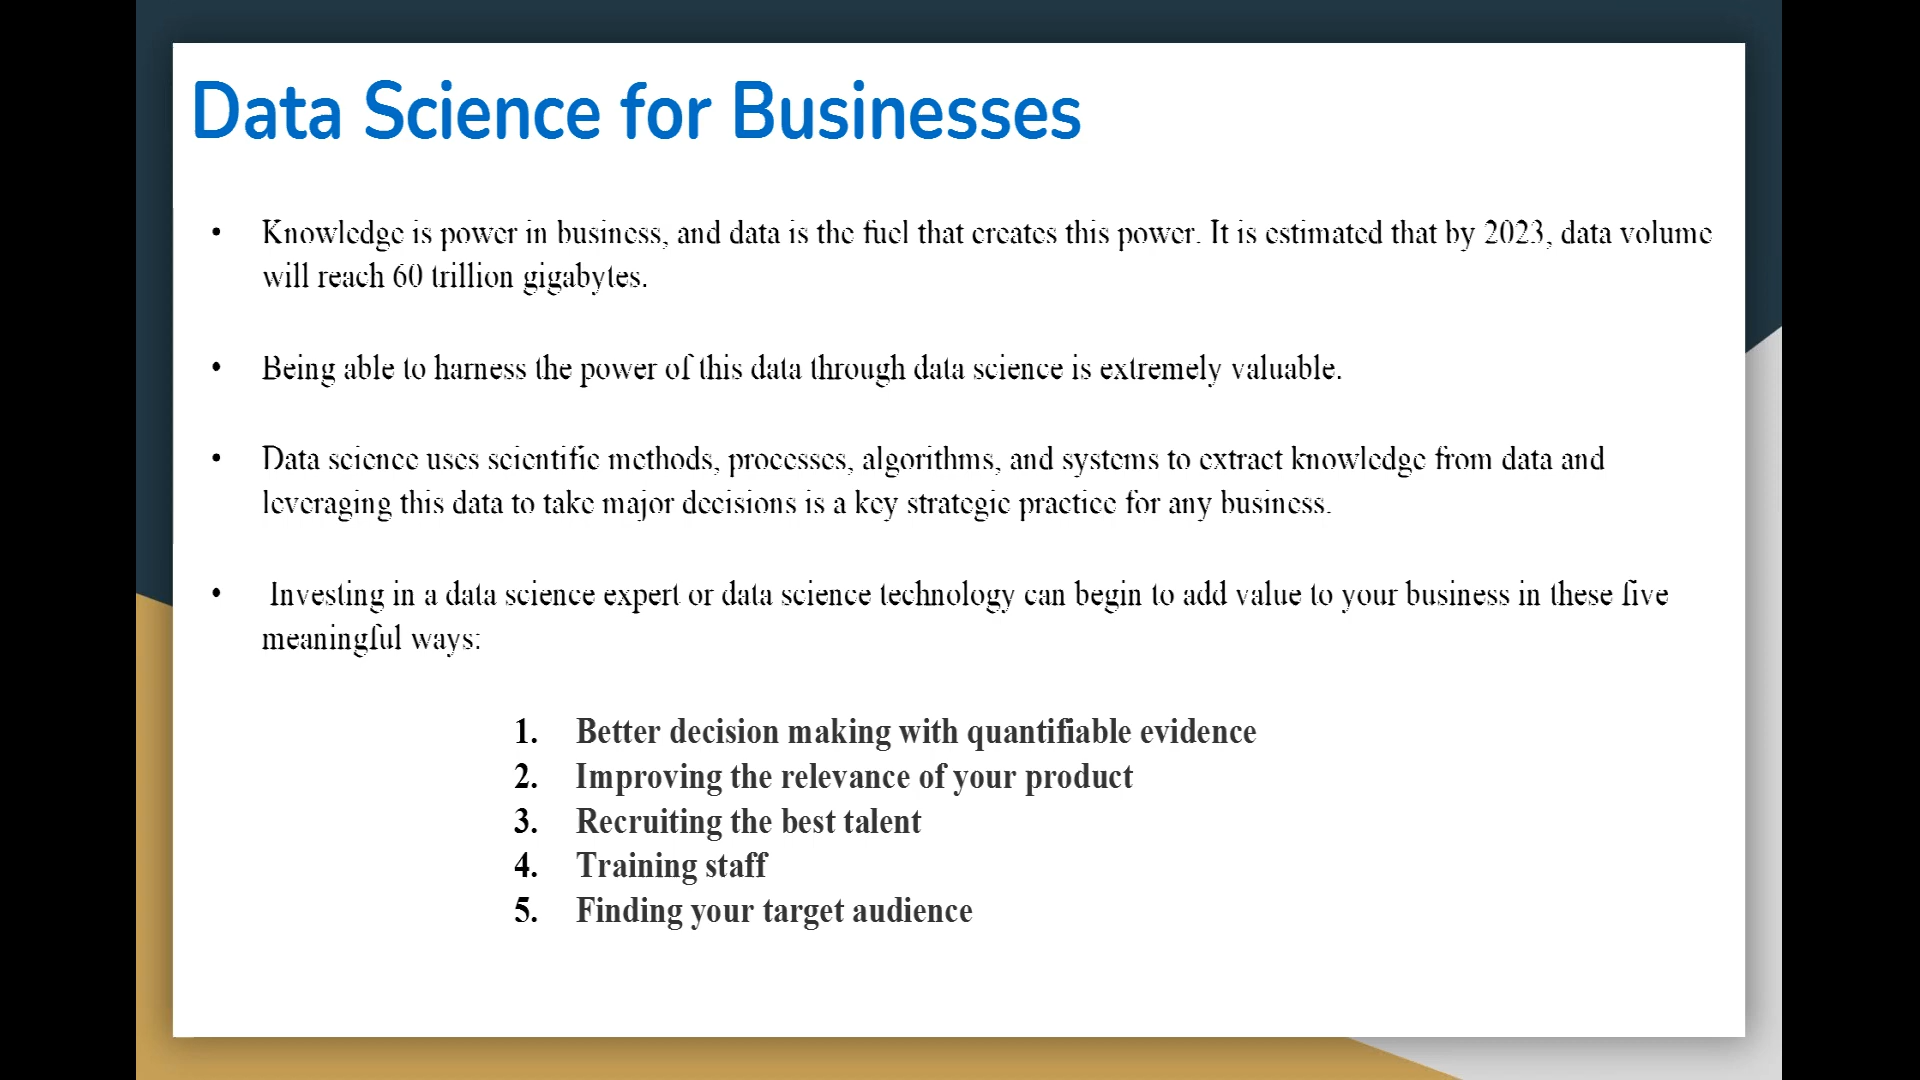 Data Science for Businesses
• Knowledge is power in business, and data is the fuel that creates this power. It is estimated that by 2023, data volume
will reach 60 trillion gigabytes.
• Being able to harness the power of this data through data science is extremely valuable.
• Data science uses scientific methods, processes, algorithms, and systems to extract knowledge from data and
leveraging this data to take major decisions is a key strategic practice for any business.
• Investing in a data science expert or data science technology can begin to add value to your business in these five
meaningful ways:
1. Better decision making with quantifiable evidence
2. Improving the relevance of your product
3. Recruiting the best talent
4. Training staff
5. Finding your target audience